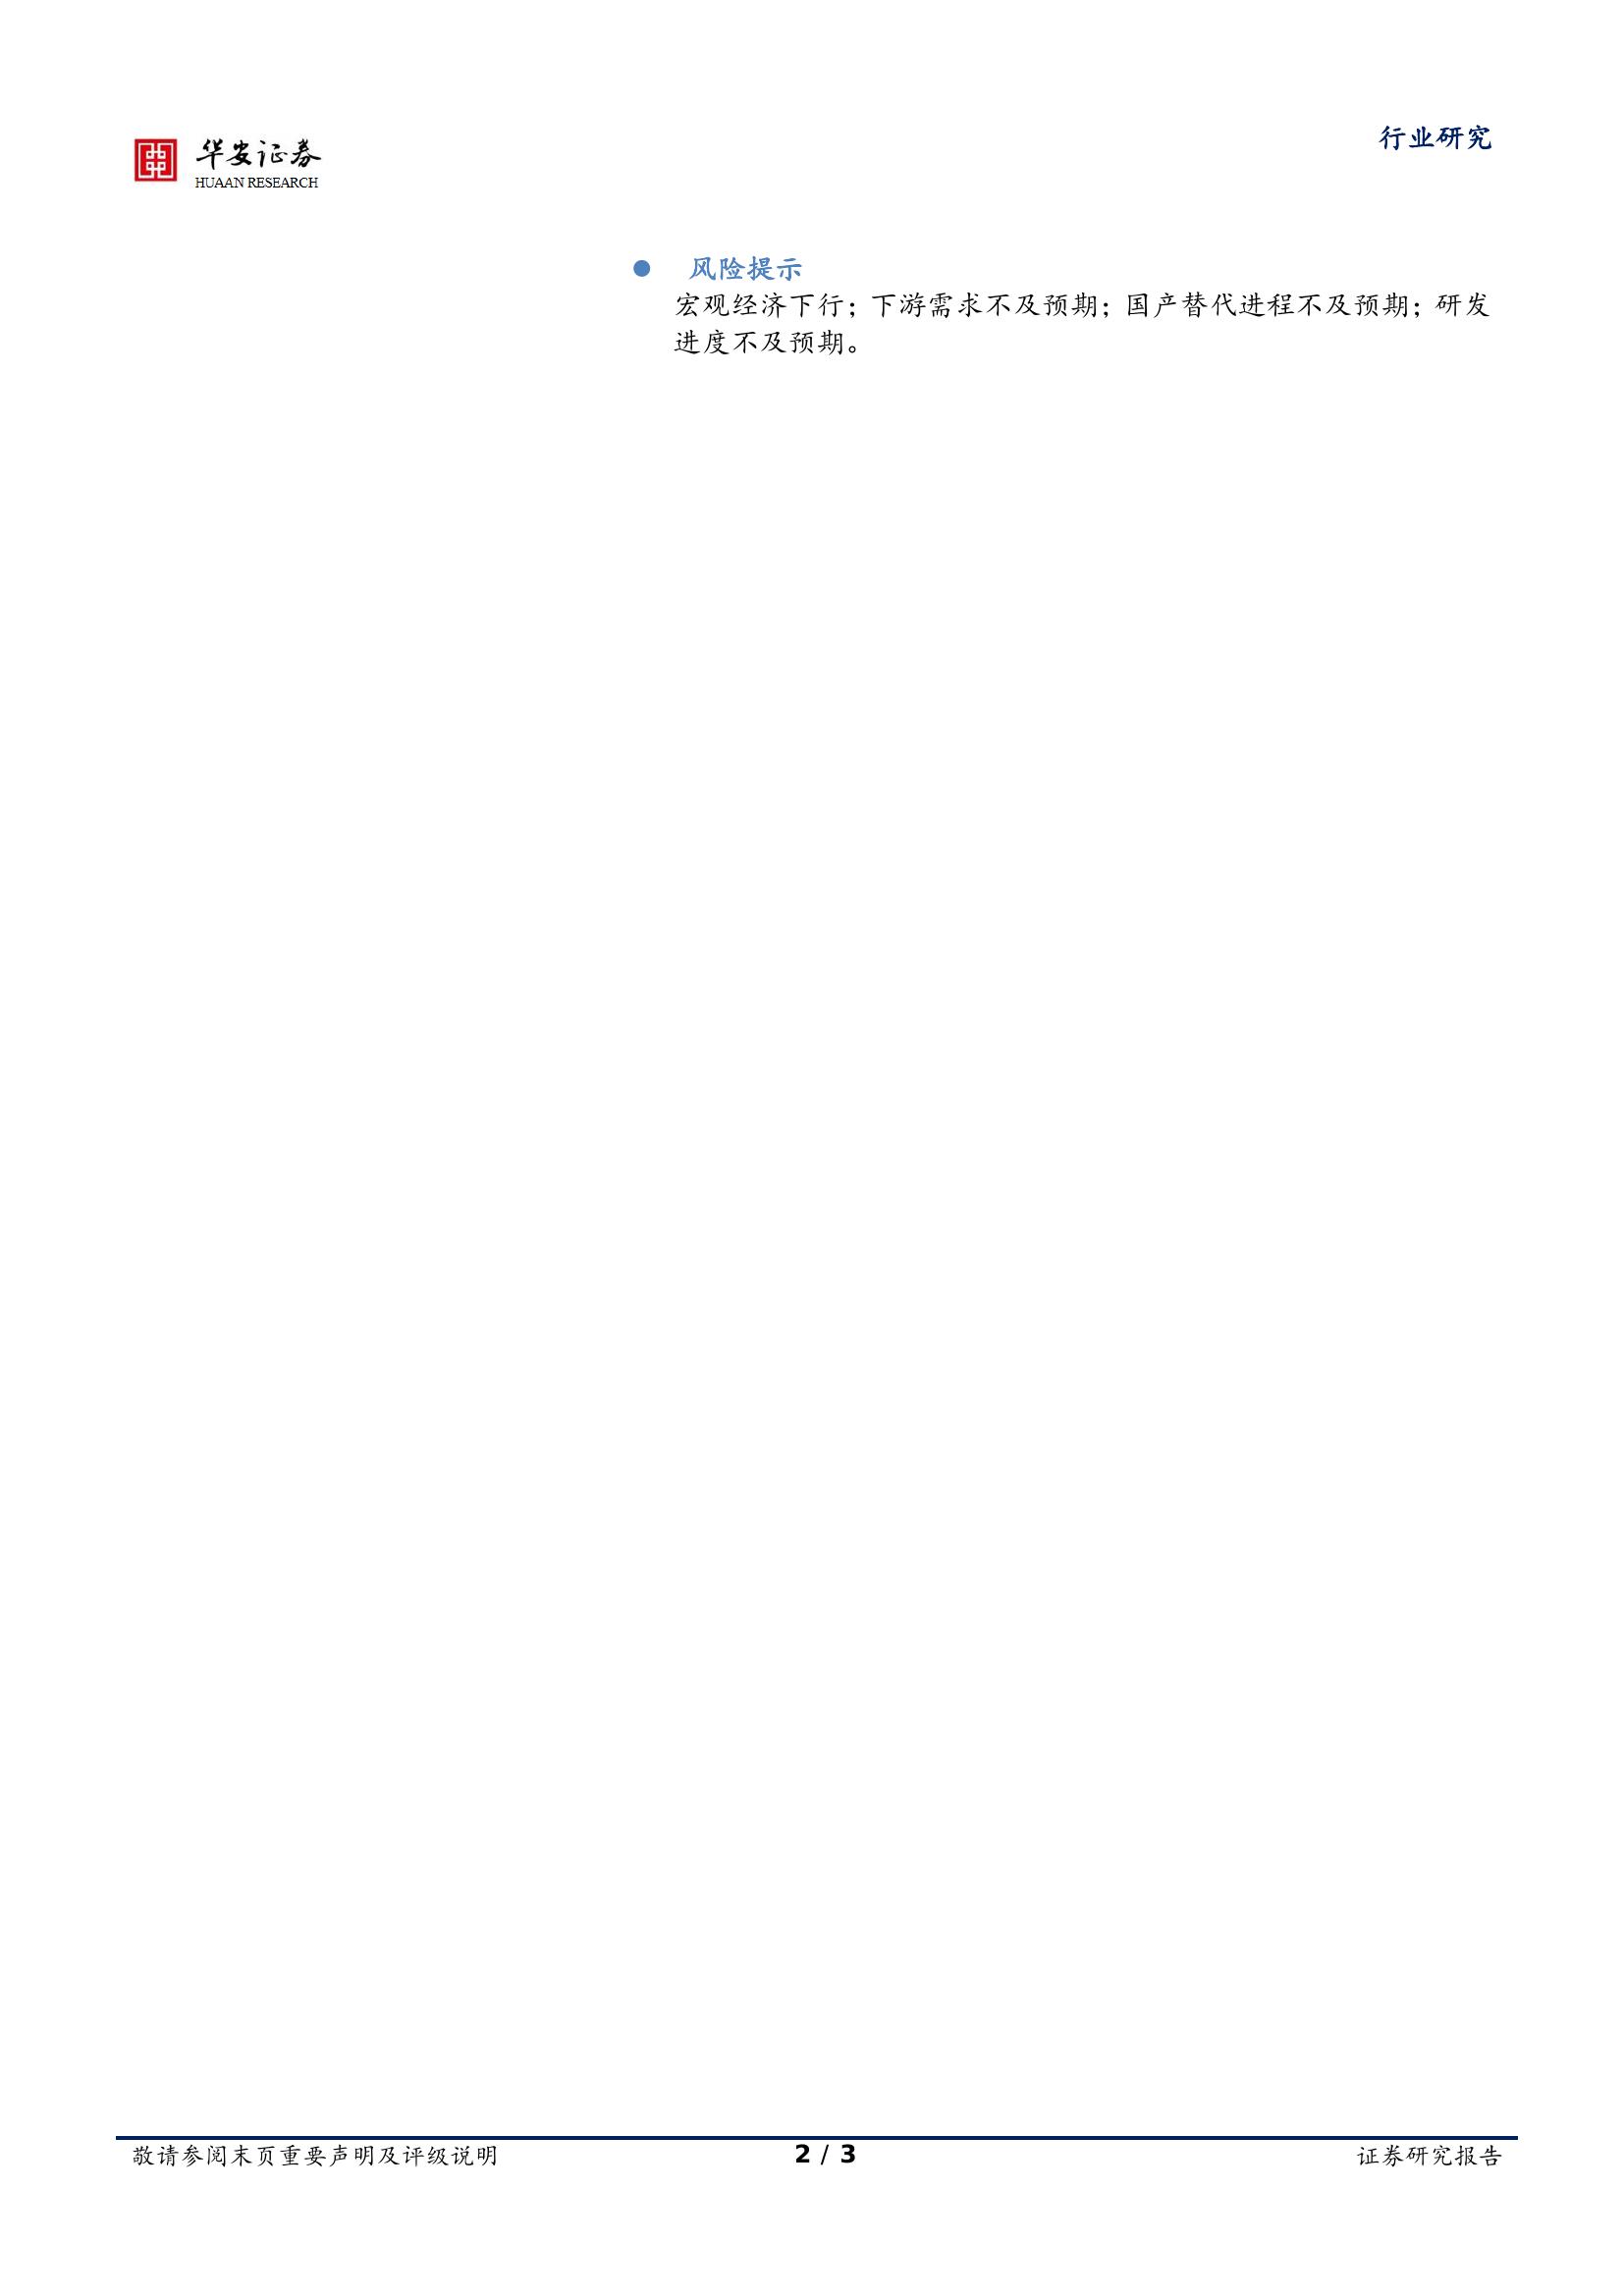 华安证券
HUAAN RESEARCH
行业研究
● 风险提示
宏观经济下行；下游需求不及预期；国产替代进程不及预期；研发
进度不及预期。
敬请参阅末页重要声明及评级说明
2 / 3
证券研究报告